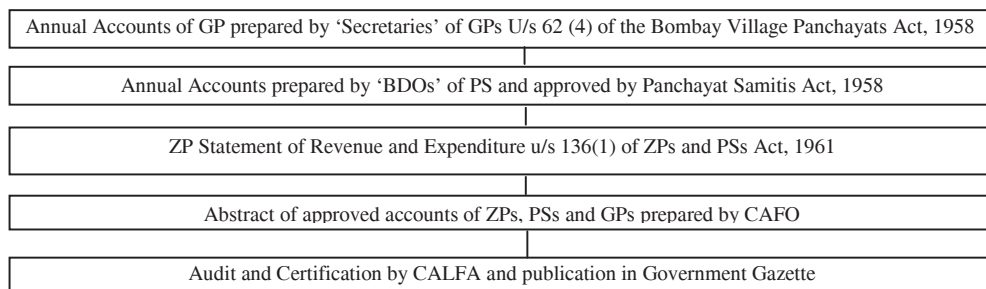 Annual Accounts of GP prepared by ‘Secretaries’ of GPs U/s 62 (4) of the Bombay Village Panchayats Act, 1958
Annual Accounts prepared by ‘BDOs’ of PS and approved by Panchayat Samitis Act, 1958
ZP Statement of Revenue and Expenditure u/s 136(1) of ZPs and PSs Act, 1961
Abstract of approved accounts of ZPs, PSs and GPs prepared by CAFO
Audit and Certification by CALFA and publication in Government Gazette